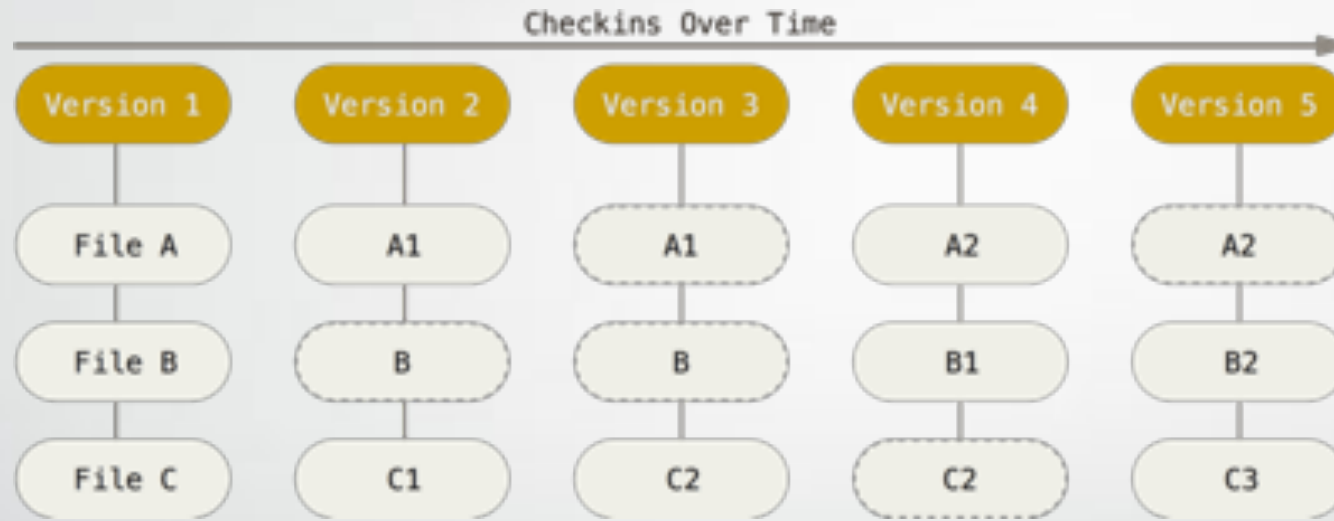 Checkins Over Time
Version 1 Version 2 Version 3 Version 4 Version 5
File A A1 A1 A2 A2
File B B B B1 B2
File C C1 C2 C2 C3